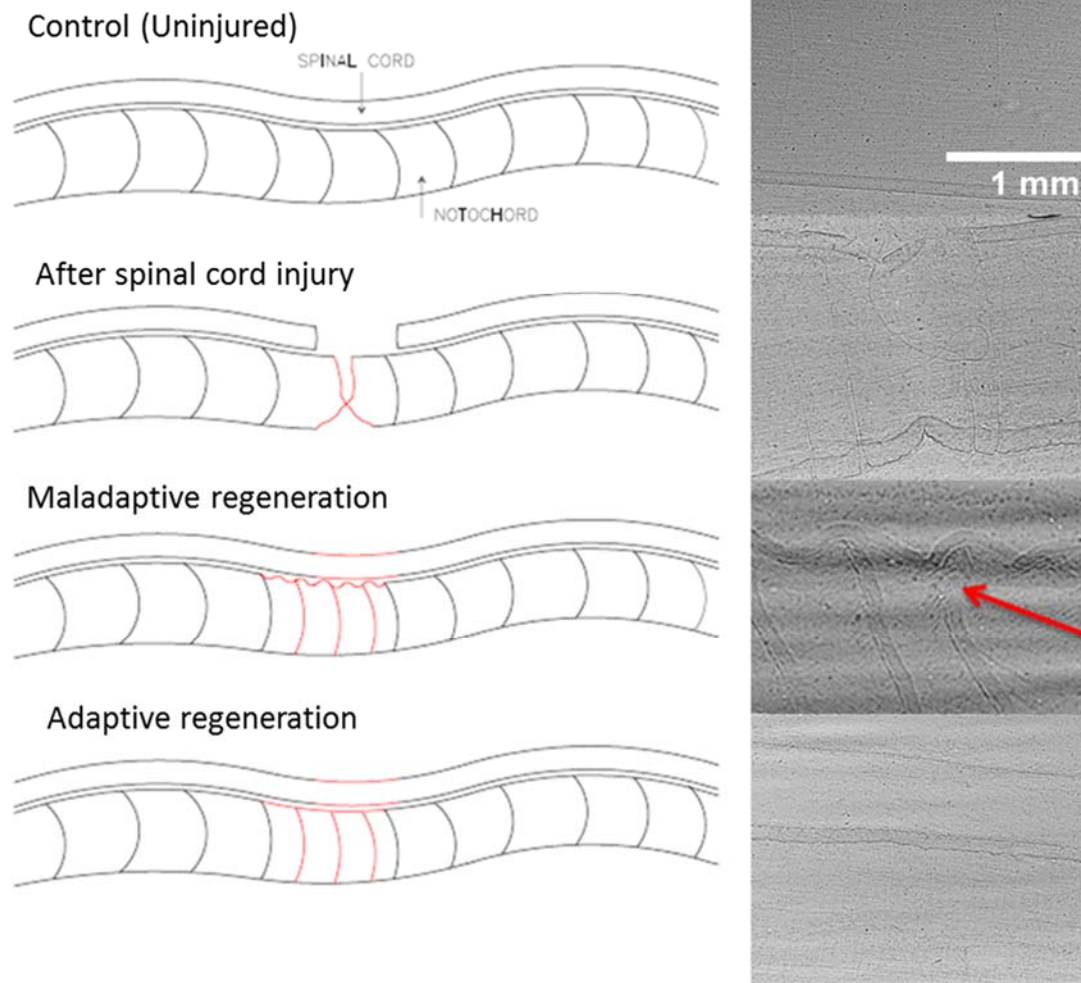 Control (Uninjured)
SPINAL CORD
1 mm
NOTOCHORD
After spinal cord injury
Maladaptive regeneration
Adaptive regeneration